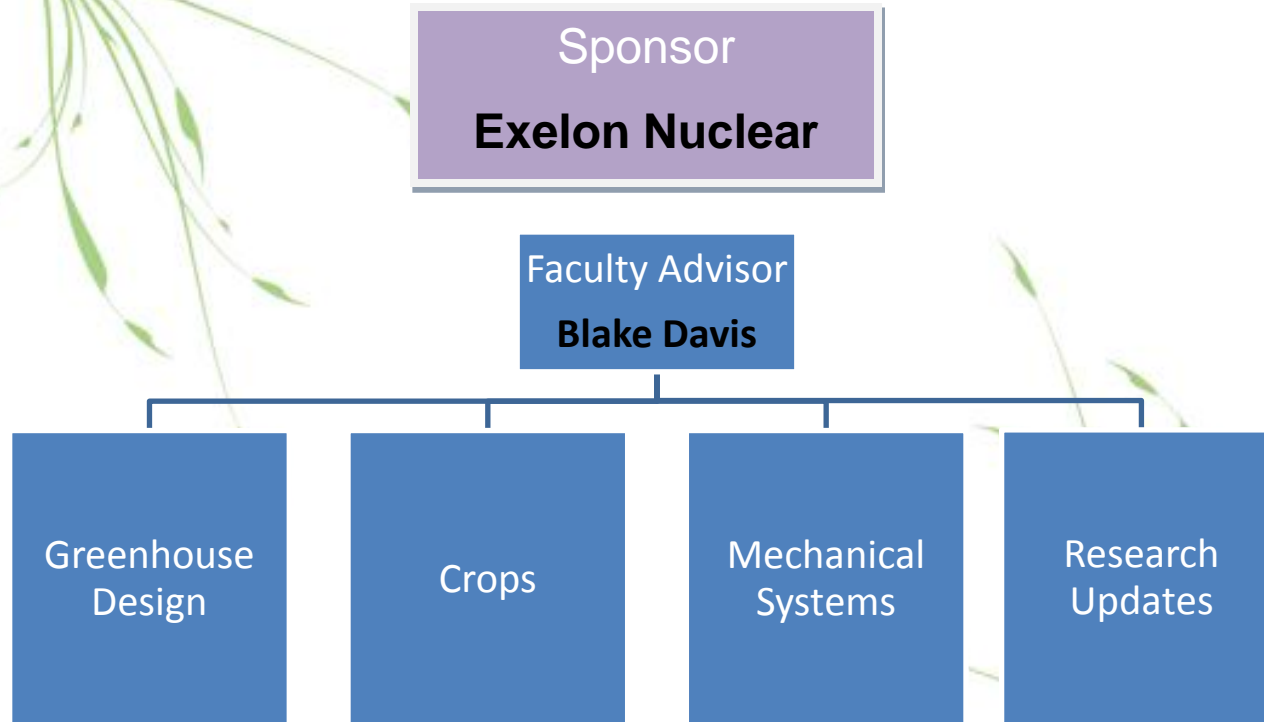 Sponsor
Exelon Nuclear
Faculty Advisor
Blake Davis
Greenhouse
Design
Crops
Mechanical
Systems
Research
Updates